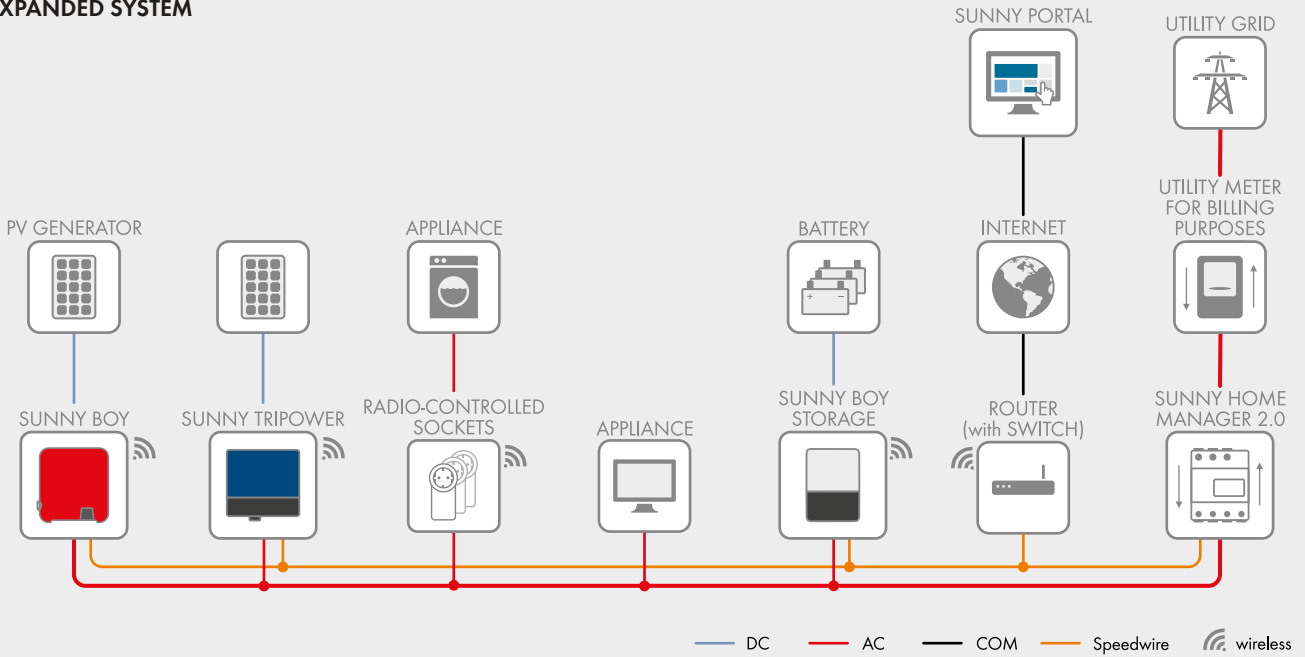 XPANDED SYSTEM
SUNNY PORTAL
UTILITY GRID
UTILITY METER
FOR BILLING
PURPOSES
PV GENERATOR
APPLIANCE
BATTERY
INTERNET
SUNNY BOY
SUNNY TRIPOWER
RADIO-CONTROLLED
SOCKETS
APPLIANCE
SUNNY BOY
STORAGE
ROUTER
(with SWITCH)
SUNNY HOME
MANAGER 2.0
DC
AC
COM
Speedwire
wireless